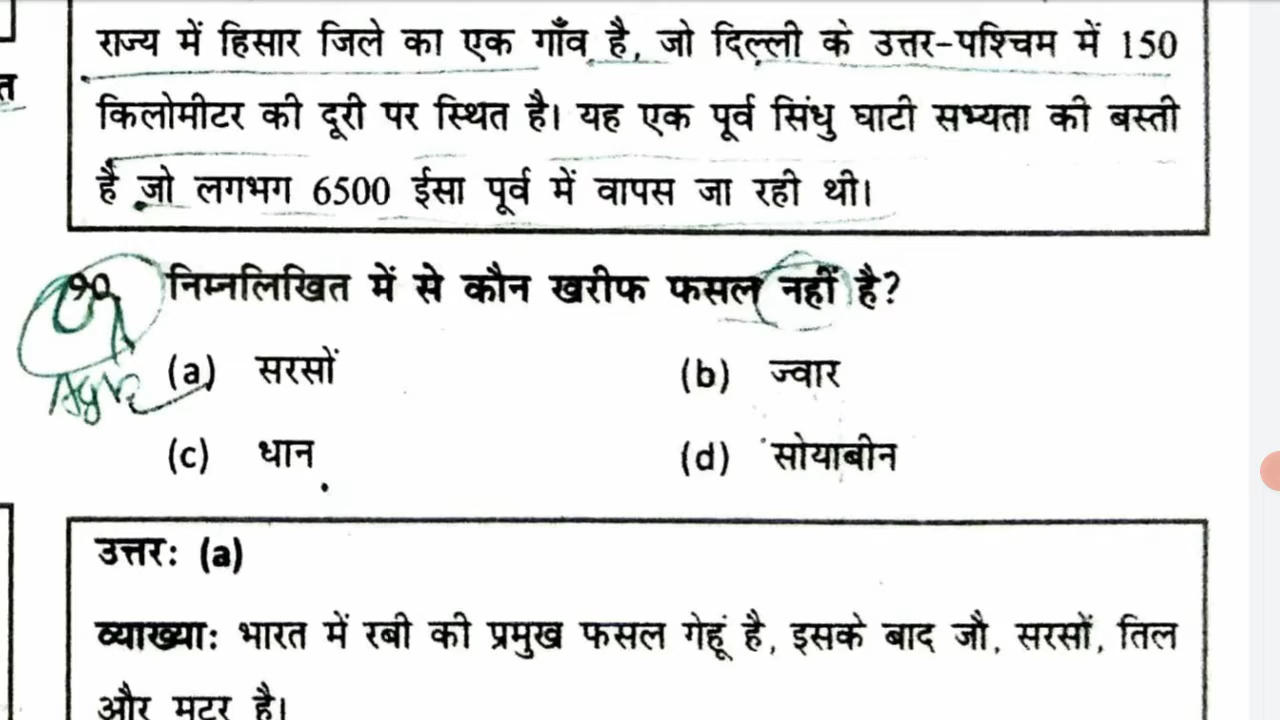 राज्य में हिसार जिले का एक गाँव है, जो दिल्ली के उत्तर-पश्चिम में 150
त
किलोमीटर की दूरी पर स्थित है। यह एक पूर्व सिंधु घाटी सभ्यता की बस्ती
है जो लगभग 6500 ईसा पूर्व में वापस जा रही थी।
90. निम्नलिखित में से कौन खरीफ फसल नहीं है?
(a) सरसों (b) ज्वार
(c) धान (d) सोयाबीन
उत्तर: (a)
व्याख्या: भारत में रबी की प्रमुख फसल गेहूं है, इसके बाद जौ, सरसों, तिल
और मटर है।